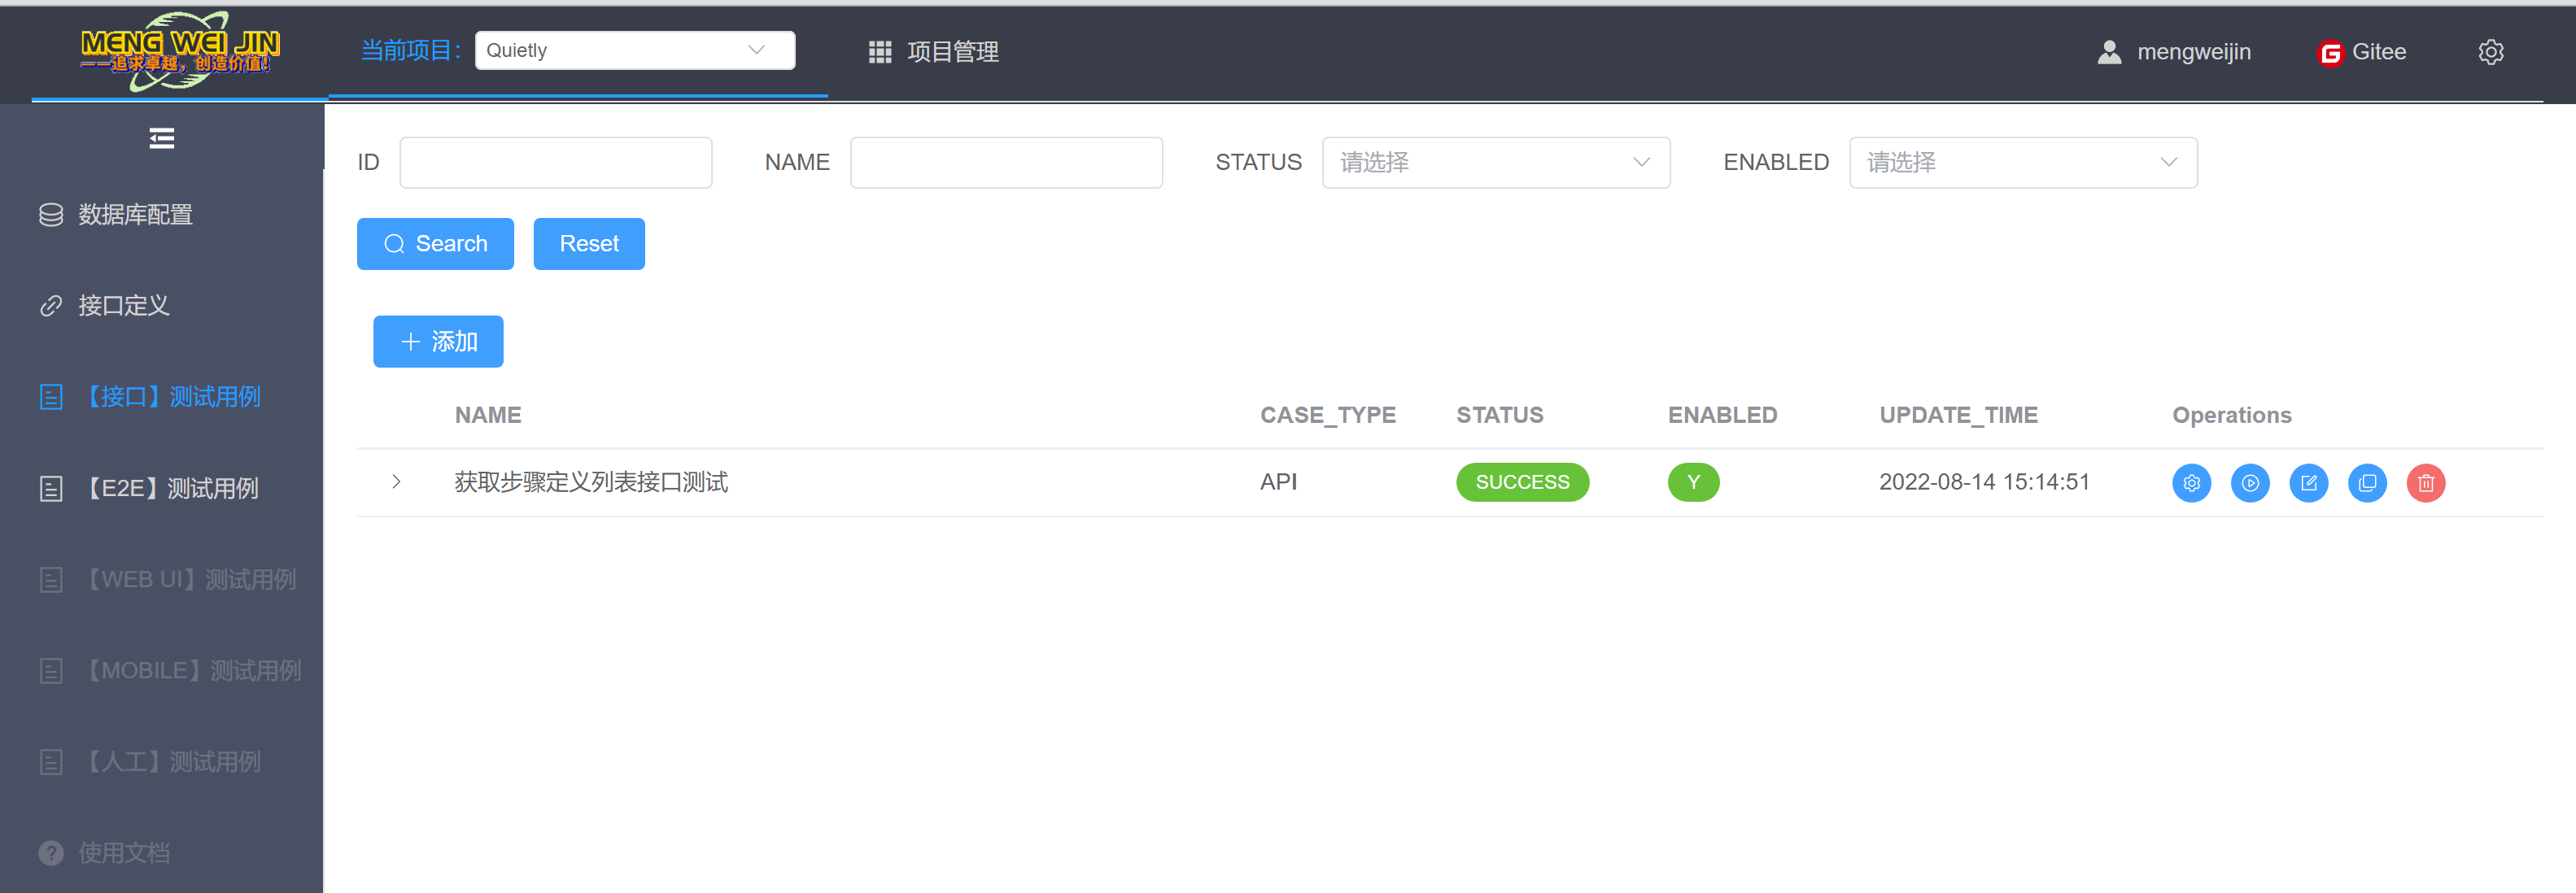 MENG WEI JIN
——追求卓越，创造价值！
当前项目：
Quietly
项目管理
mengweijin
Gitee
数据库配置
接口定义
【接口】测试用例
【E2E】测试用例
【WEB UI】测试用例
【MOBILE】测试用例
【人工】测试用例
使用文档
ID
NAME
STATUS 请选择
ENABLED 请选择
Search
Reset
添加
NAME CASE_TYPE STATUS ENABLED UPDATE_TIME Operations
获取步骤定义列表接口测试 API SUCCESS Y 2022-08-14 15:14:51